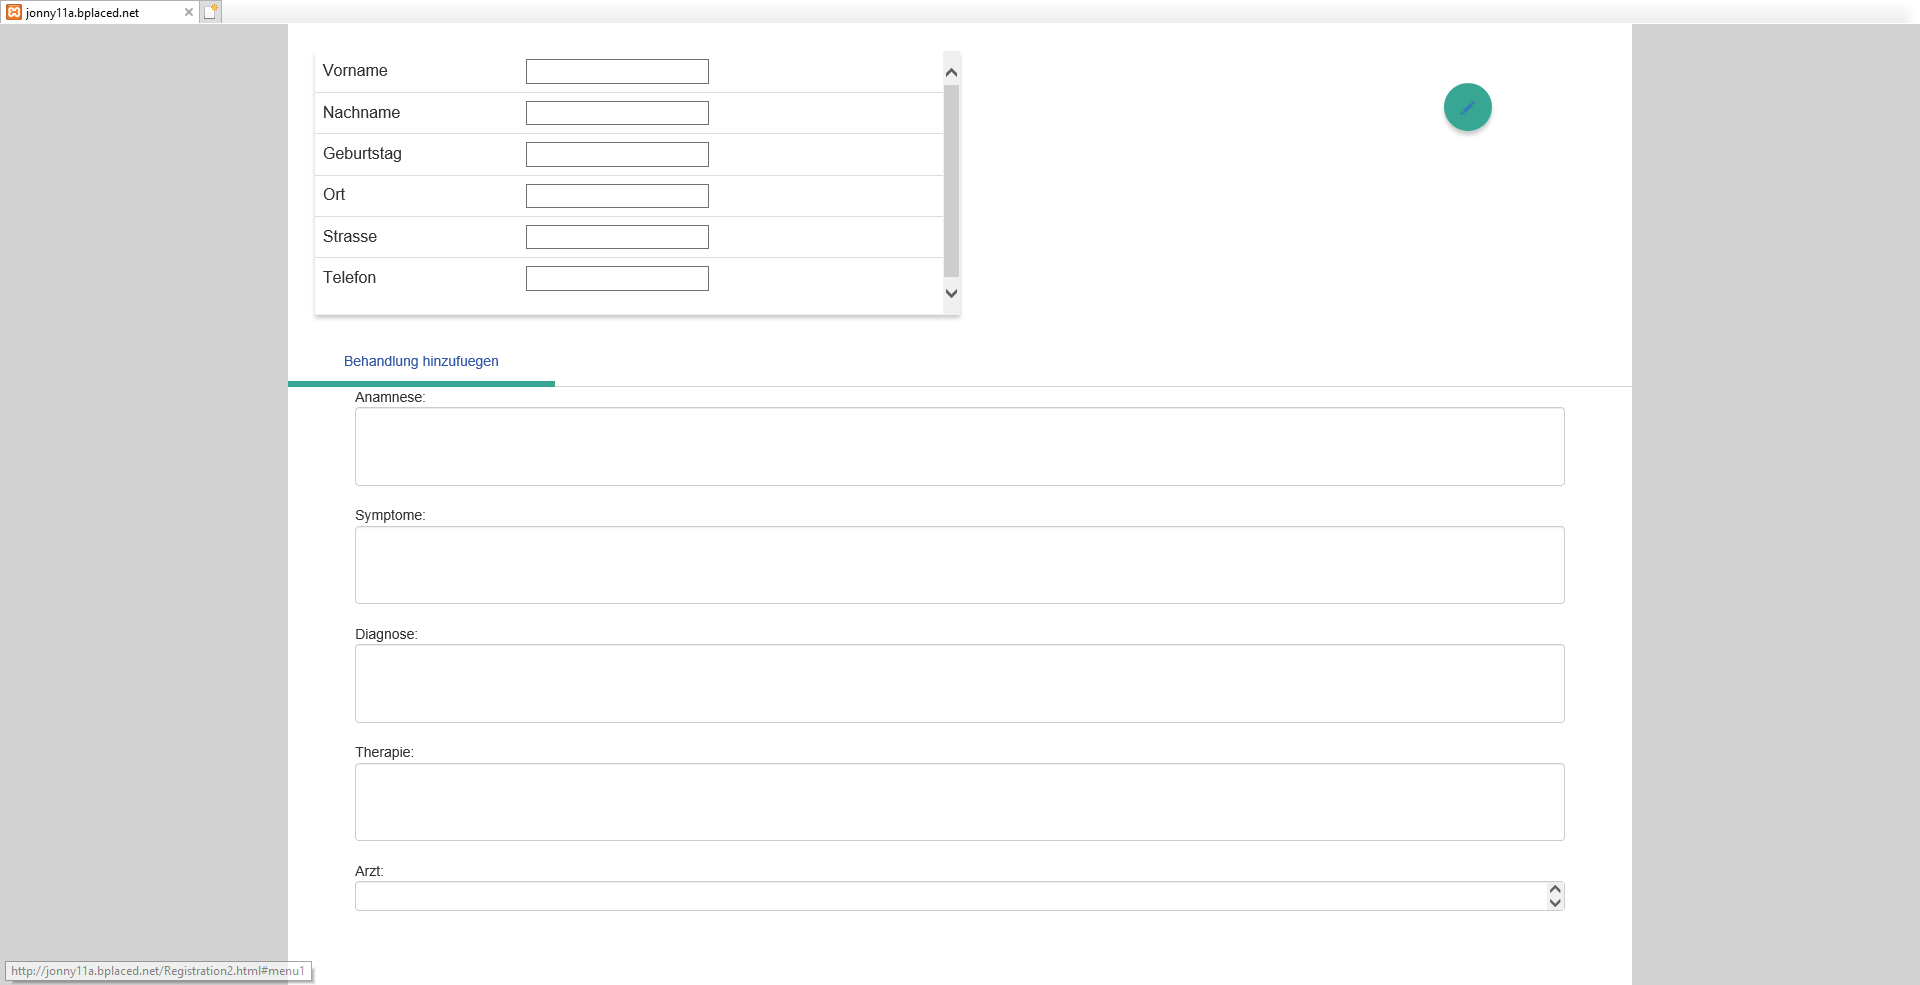 jonny11a.bplaced.net
Vorname
Nachname
Geburtstag
Ort
Strasse
Telefon
Behandlung hinzufuegen
Anamnese:
Symptome:
Diagnose:
Therapie:
Arzt:
http://jonny11a.bplaced.net/Registration2.html#menu1